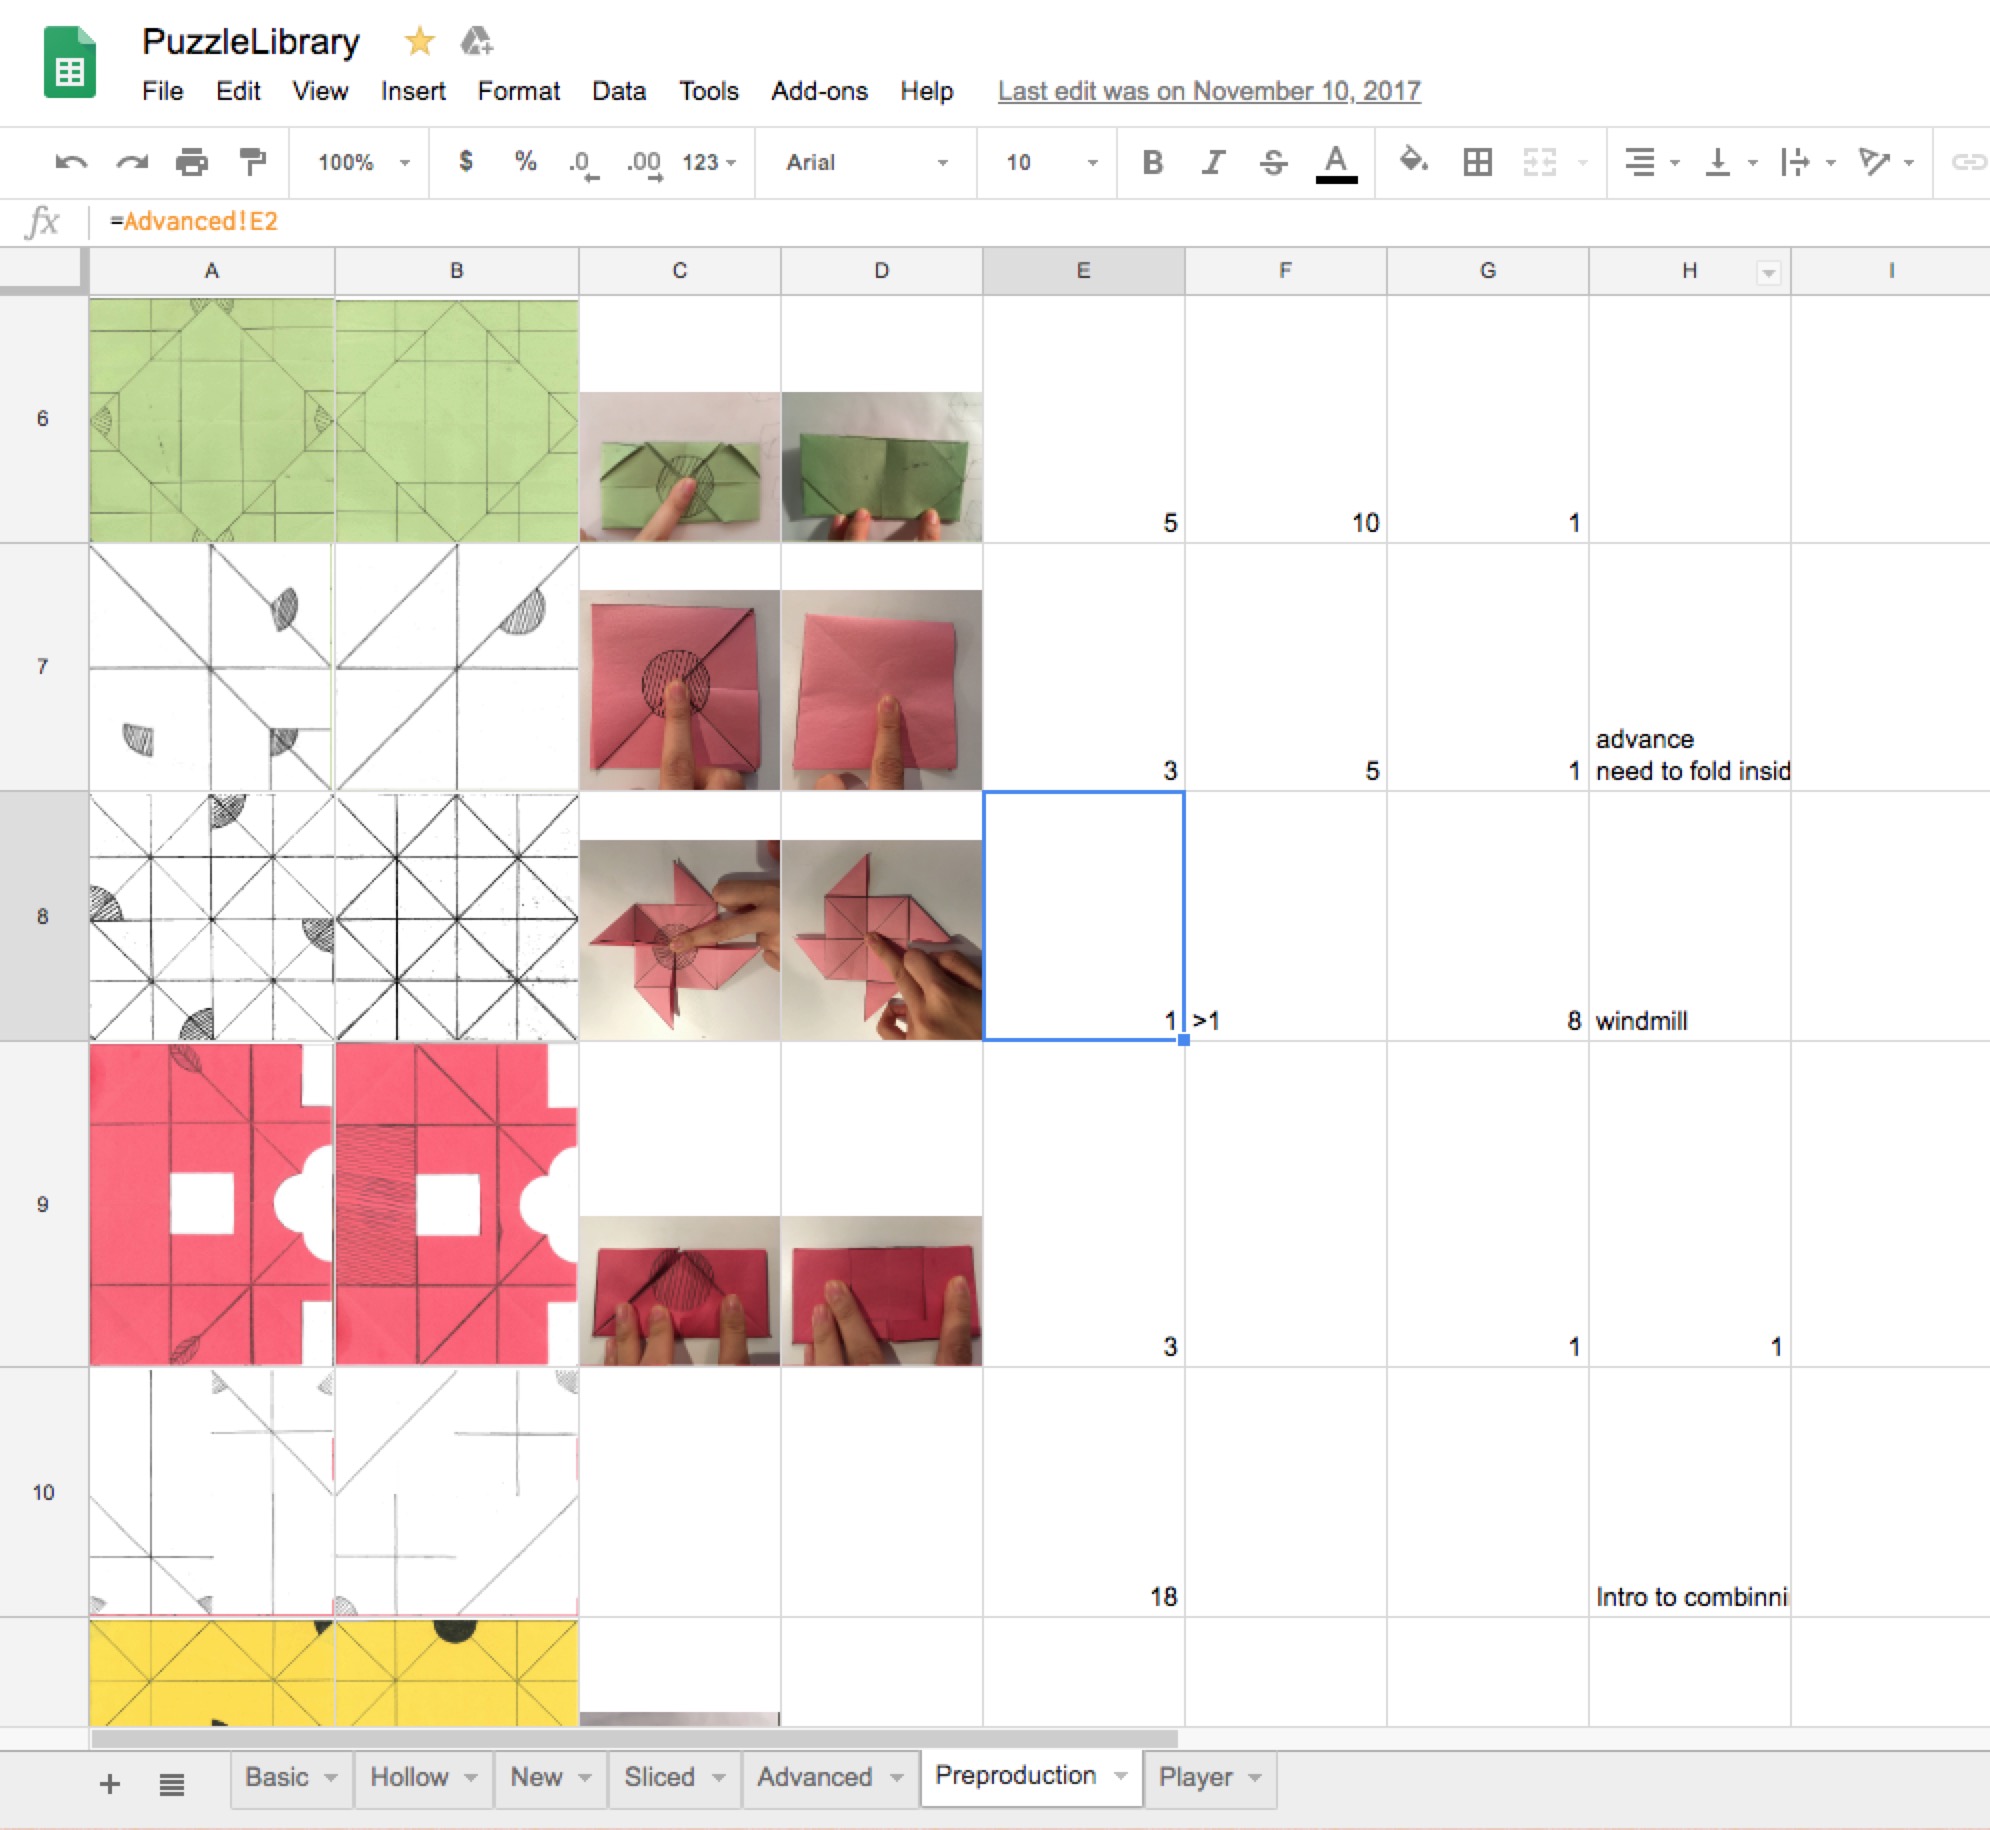 PuzzleLibrary
File Edit View Insert Format Data Tools Add-ons Help Last edit was on November 10, 2017
100% $ % .0 .00 123 Arial 10 B I S A
fx =Advanced!E2
A B C D E F G H I
6 5 10 1
advance
7 3 5 1 need to fold insid
8 1 >1 8 windmill
9 3 1 1
10 18 Intro to combinni
+ Basic Hollow New Sliced Advanced Preproduction Player